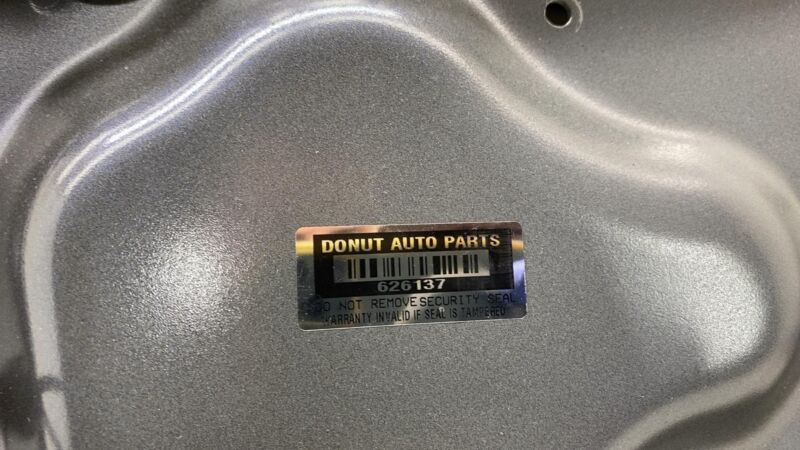 DONUT AUTO PARTS
626137
DO NOT REMOVE SECURITY SEAL
WARRANTY INVALID IF SEAL IS TAMPERED